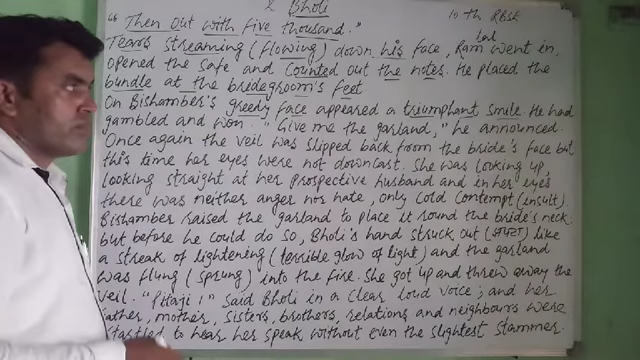 2 Bholi
10 th RBSE
"Then out with five thousand."
Tears streaming (flowing) down his face, Ram lal went in,
opened the safe and counted out the notes. He placed the
bundle at the bridegroom's feet
On Bishamber's greedy face appeared a triumphant smile. He had
gambled and won. "Give me the garland," he announced.
Once again the veil was slipped back from the bride's face but
this time her eyes were not downcast. She was looking up,
looking straight at her prospective husband and in her eyes
there was neither anger nor hate, only cold contempt (insult).
Bishamber raised the garland to place it round the bride's neck.
but before he could do so, Bholi's hand struck out (झपटा) like
a streak of lightening (terrible glow of light) and the garland
was flung (sprung) into the fire. She got up and threw away the
veil. "Pitaji!" said Bholi in a clear loud voice; and her
father, mother, sisters, brothers, relations and neighbours were
startled to hear her speak without even the slightest stammer.